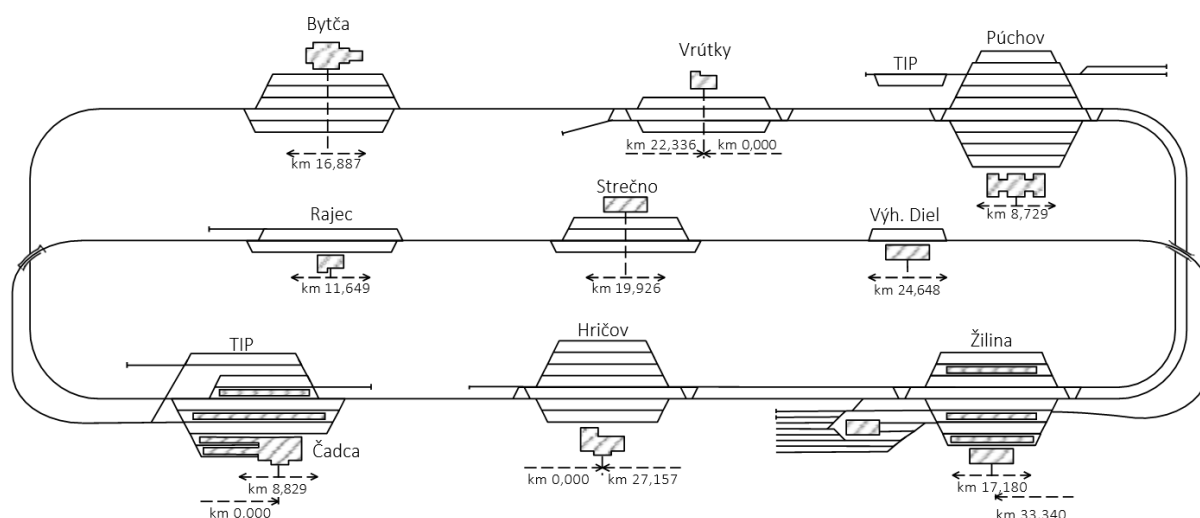 Bytča
Vrútky
Púchov
TIP
km 16,887
km 22,336
km 0,000
km 8,729
Rajec
Strečno
Výh. Diel
km 11,649
km 19,926
km 24,648
TIP
Hričov
Žilina
Čadca
km 8,829
km 0,000
km 27,157
km 17,180
km 0,000
km 33,340